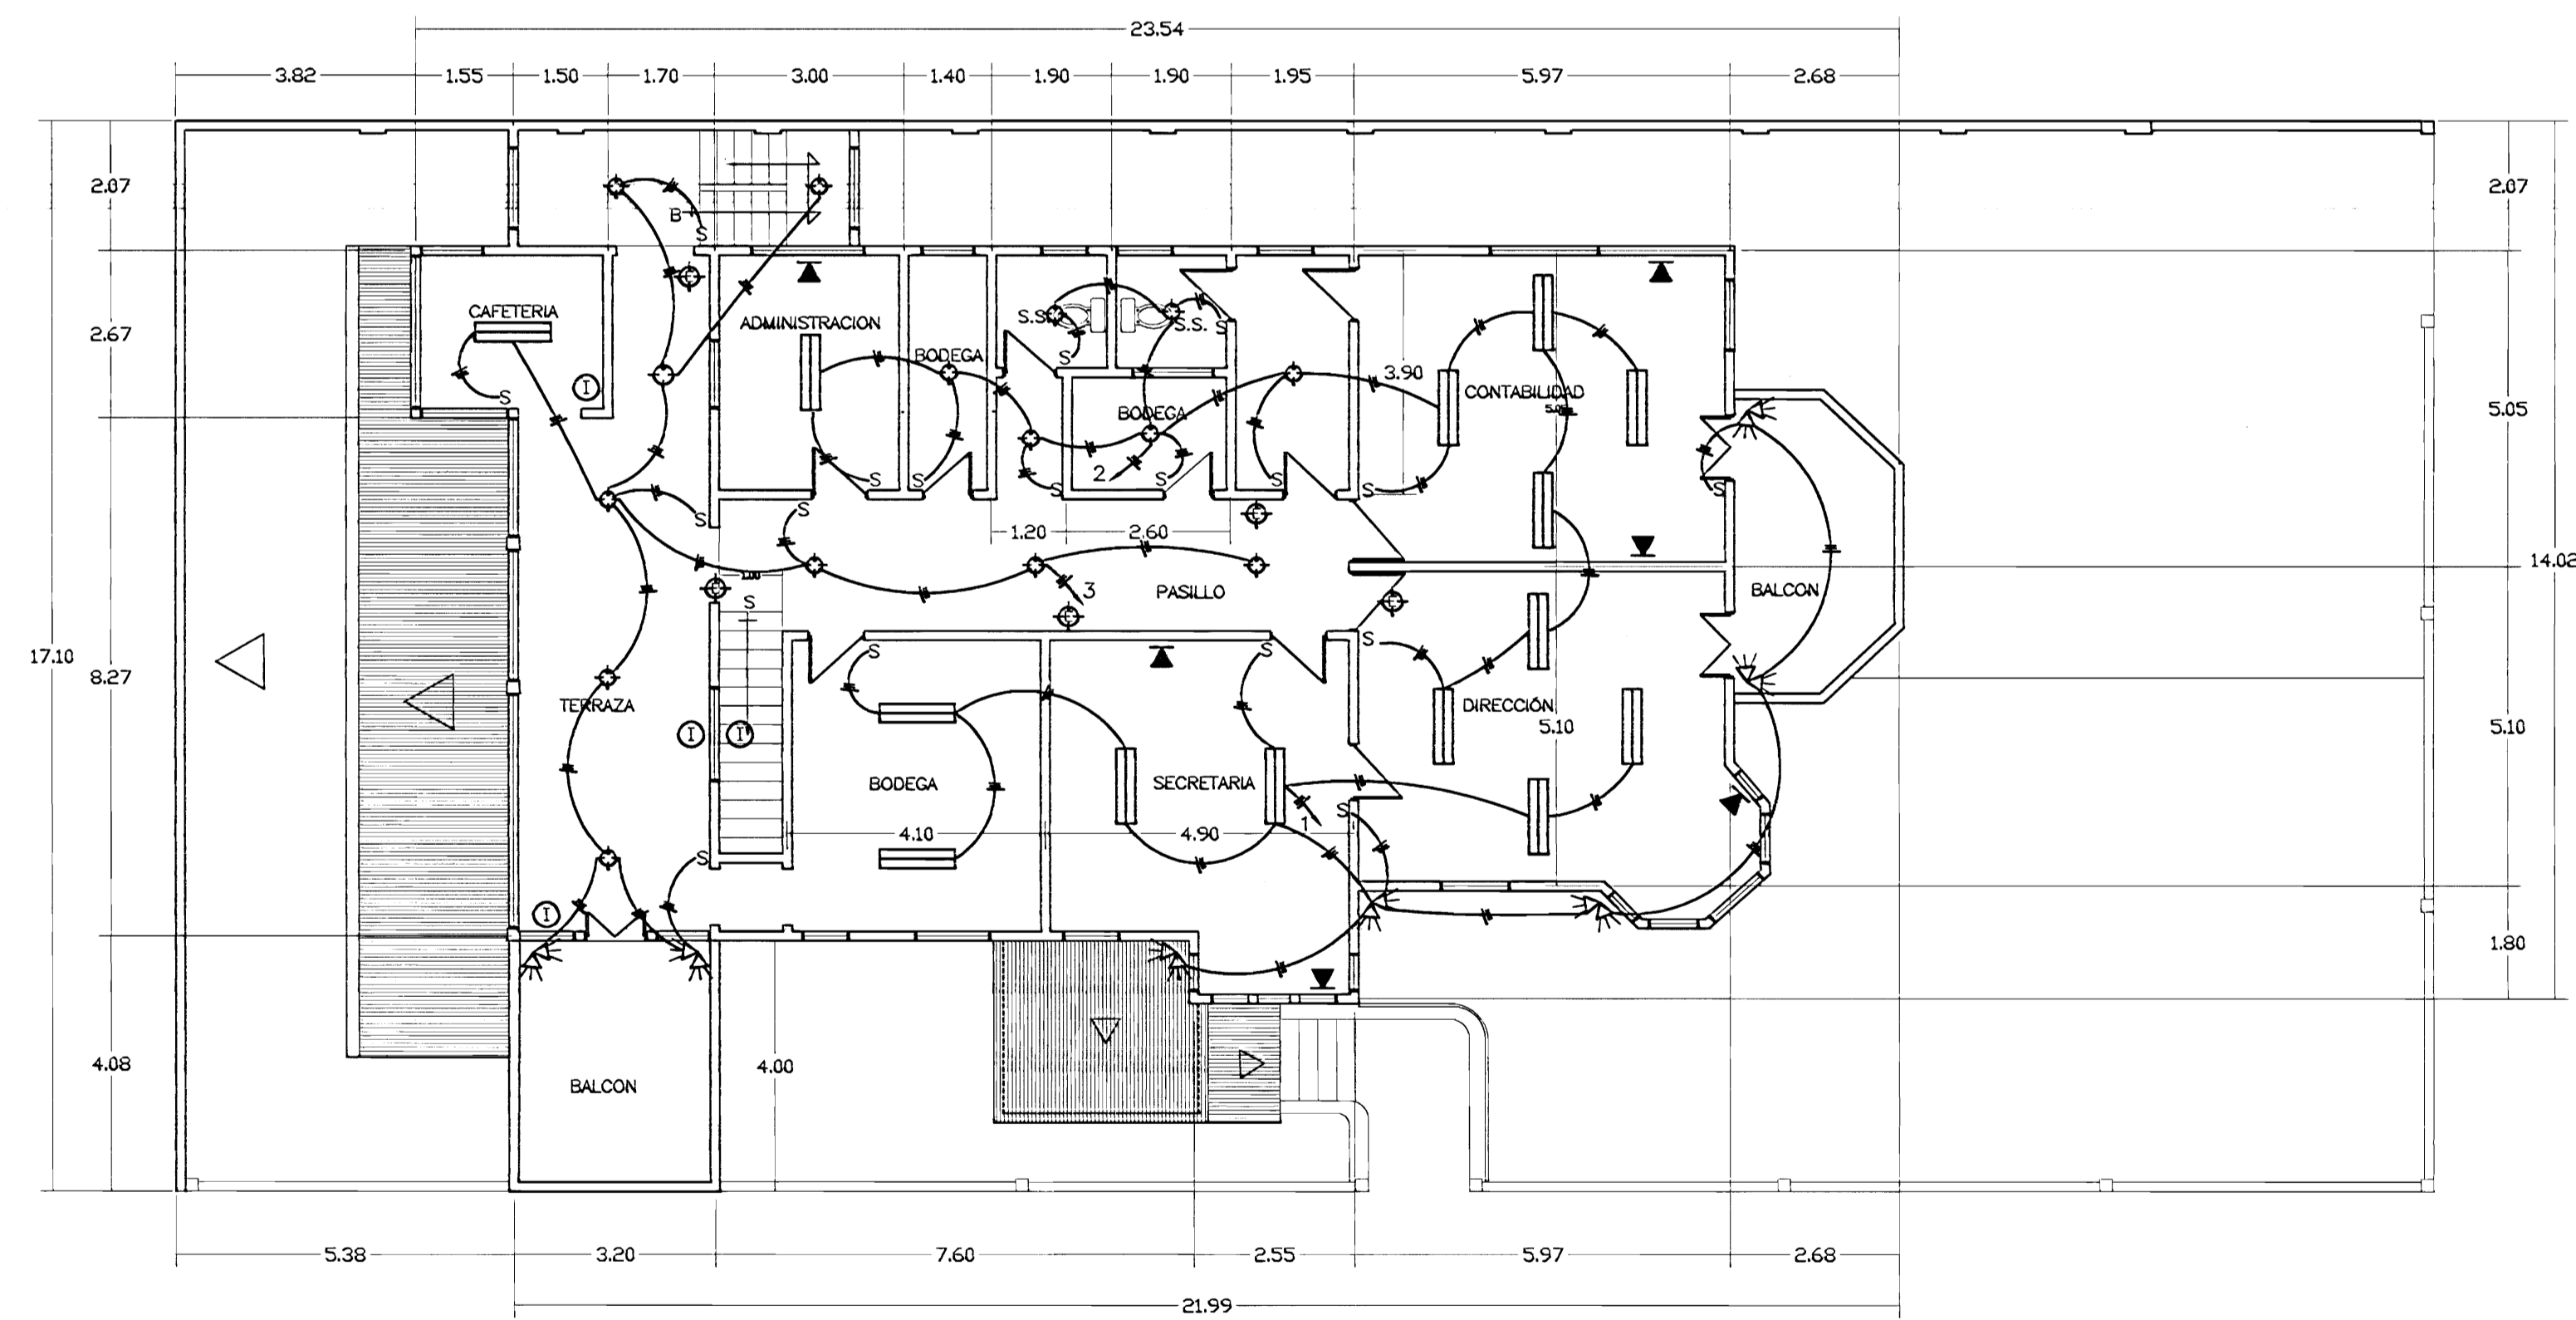 23.54
3.82 1.55 1.50 1.70 3.00 1.40 1.90 1.90 1.95 5.97 2.68
2.07 2.07
B
S
CAFETERIA
ADMINISTRACION
S.S. S.S. S
2.67
BODEGA
S
3.90
CONTABILIDAD
I
S
BODEGA
5.05
5.05
2
S S S S S S S
S
S
1.20 2.60
C
C
14.02
1.00
C
S
3
PASILLO
BALCON
C
C
S
S
S
17.10
8.27
TERRAZA
DIRECCIÓN
5.10
5.10
I I
BODEGA
SECRETARIA
S
1
4.10 4.90
S
I
1.80
4.08
4.00
BALCON
5.38 3.20 7.60 2.55 5.97 2.68
21.99